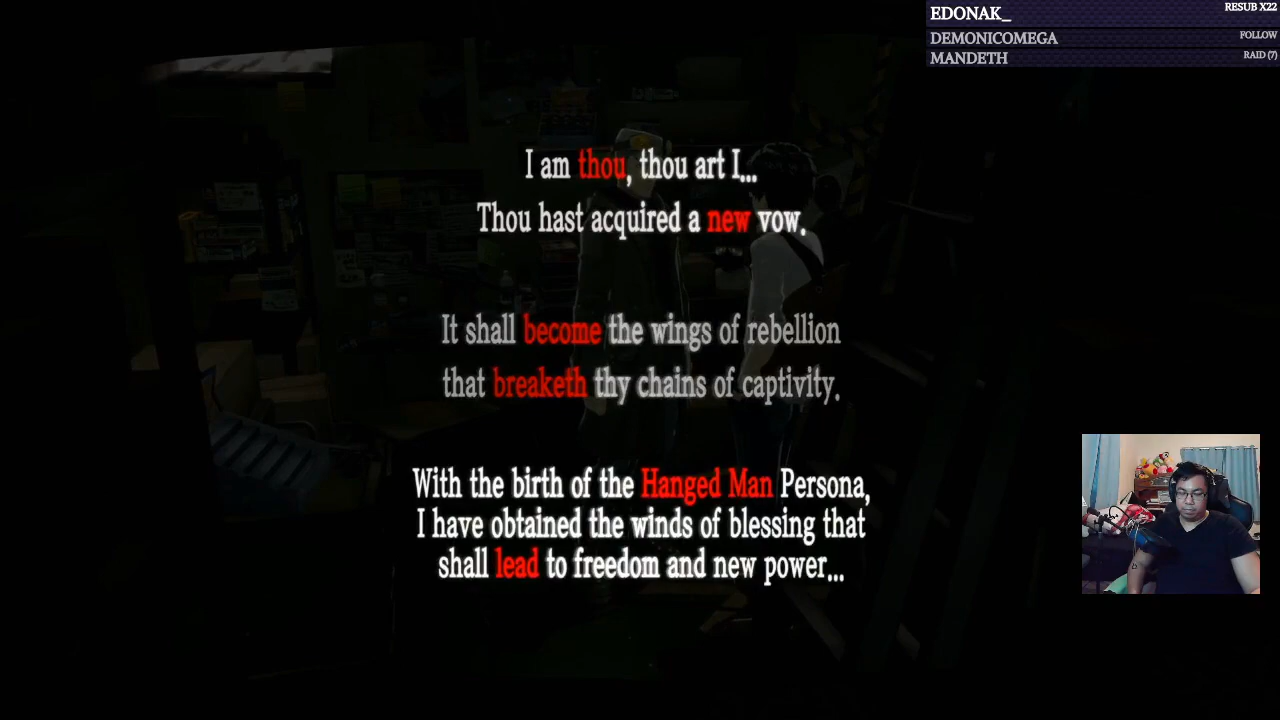 EDONAK_ RESUB X22
DEMONICOMEGA FOLLOW
MANDETH RAID (7)
I am thou, thou art I...
Thou hast acquired a new vow.
It shall become the wings of rebellion
that breaketh thy chains of captivity.
With the birth of the Hanged Man Persona,
I have obtained the winds of blessing that
shall lead to freedom and new power...